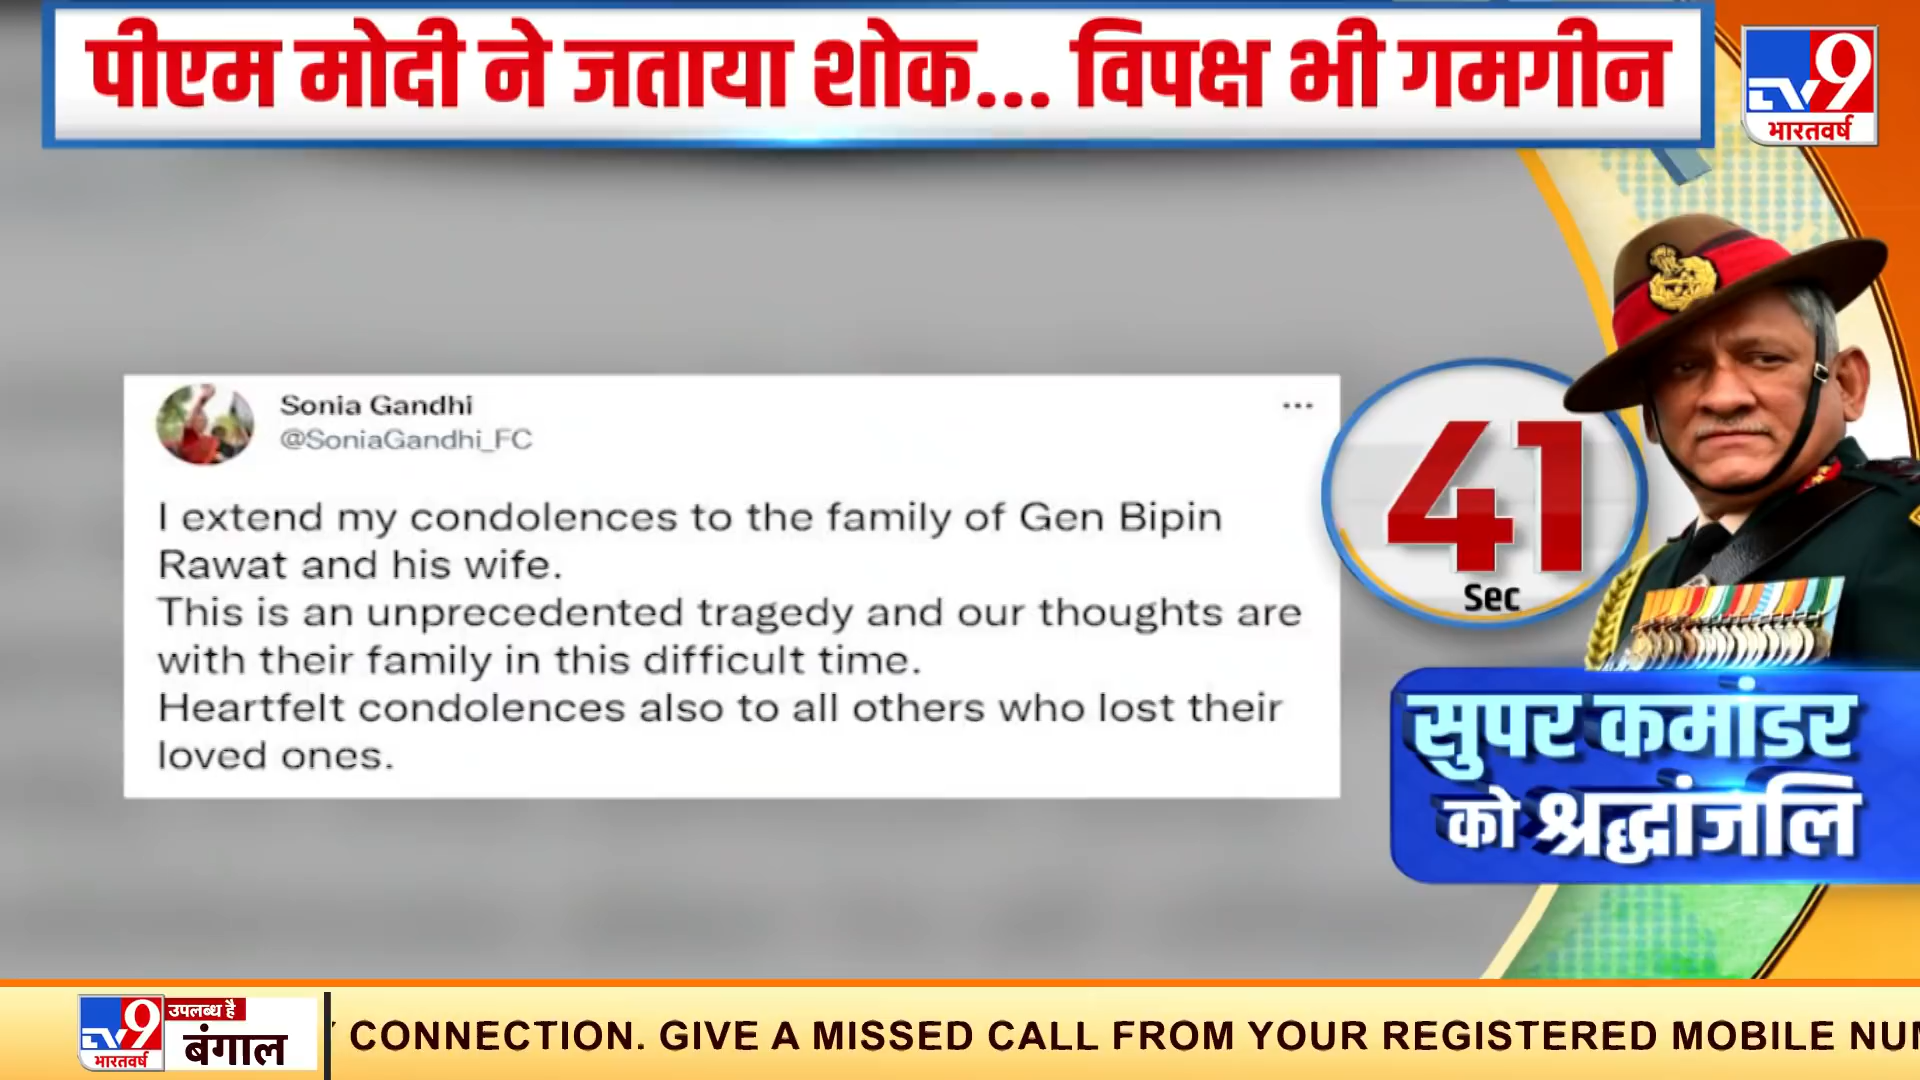 पीएम मोदी ने जताया शोक... विपक्ष भी गमगीन
TV9
भारतवर्ष
Sonia Gandhi
@SoniaGandhi_FC
I extend my condolences to the family of Gen Bipin
Rawat and his wife.
This is an unprecedented tragedy and our thoughts are
with their family in this difficult time.
Heartfelt condolences also to all others who lost their
loved ones.
41
Sec
सुपर कमांडर
को श्रद्धांजलि
TV9
भारतवर्ष
उपलब्ध है
बंगाल
CONNECTION. GIVE A MISSED CALL FROM YOUR REGISTERED MOBILE NUM